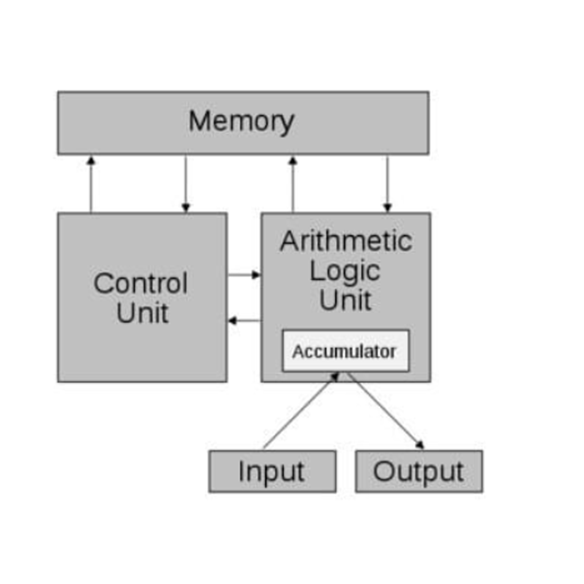 Memory
Control
Unit
Arithmetic
Logic
Unit
Accumulator
Input
Output